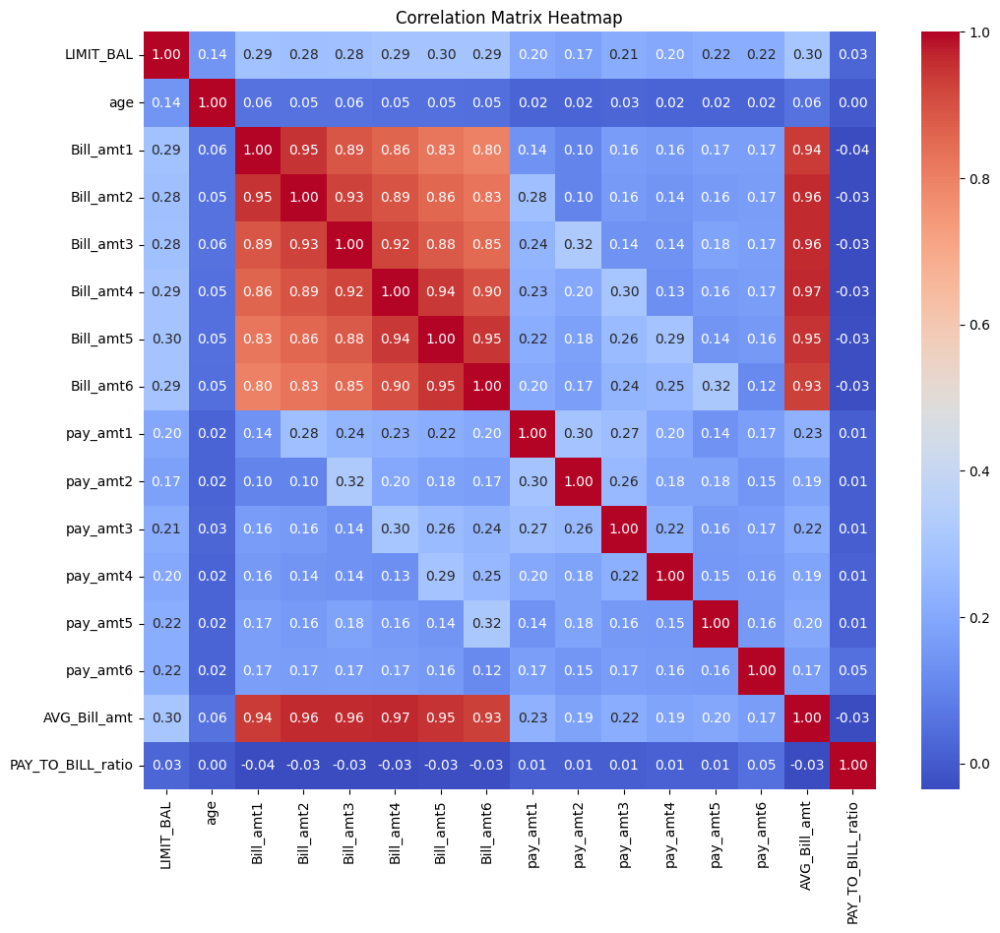 Correlation Matrix Heatmap
LIMIT_BAL 1.00 0.14 0.29 0.28 0.28 0.29 0.30 0.29 0.20 0.17 0.21 0.20 0.22 0.22 0.30 0.03
age 0.14 1.00 0.06 0.05 0.06 0.05 0.05 0.05 0.02 0.02 0.03 0.02 0.02 0.02 0.06 0.00
Bill_amt1 0.29 0.06 1.00 0.95 0.89 0.86 0.83 0.80 0.14 0.10 0.16 0.16 0.17 0.17 0.94 -0.04
Bill_amt2 0.28 0.05 0.95 1.00 0.93 0.89 0.86 0.83 0.28 0.10 0.16 0.14 0.16 0.17 0.96 -0.03
Bill_amt3 0.28 0.06 0.89 0.93 1.00 0.92 0.88 0.85 0.24 0.32 0.14 0.14 0.18 0.17 0.96 -0.03
Bill_amt4 0.29 0.05 0.86 0.89 0.92 1.00 0.94 0.90 0.23 0.20 0.30 0.13 0.16 0.17 0.97 -0.03
Bill_amt5 0.30 0.05 0.83 0.86 0.88 0.94 1.00 0.95 0.22 0.18 0.26 0.29 0.14 0.16 0.95 -0.03
Bill_amt6 0.29 0.05 0.80 0.83 0.85 0.90 0.95 1.00 0.20 0.17 0.24 0.25 0.32 0.12 0.93 -0.03
pay_amt1 0.20 0.02 0.14 0.28 0.24 0.23 0.22 0.20 1.00 0.30 0.27 0.20 0.14 0.17 0.23 0.01
pay_amt2 0.17 0.02 0.10 0.10 0.32 0.20 0.18 0.17 0.30 1.00 0.26 0.18 0.18 0.15 0.19 0.01
pay_amt3 0.21 0.03 0.16 0.16 0.14 0.30 0.26 0.24 0.27 0.26 1.00 0.22 0.16 0.17 0.22 0.01
pay_amt4 0.20 0.02 0.16 0.14 0.14 0.13 0.29 0.25 0.20 0.18 0.22 1.00 0.15 0.16 0.19 0.01
pay_amt5 0.22 0.02 0.17 0.16 0.18 0.16 0.14 0.32 0.14 0.18 0.16 0.15 1.00 0.16 0.20 0.01
pay_amt6 0.22 0.02 0.17 0.17 0.17 0.17 0.16 0.12 0.17 0.15 0.17 0.16 0.16 1.00 0.17 0.05
AVG_Bill_amt 0.30 0.06 0.94 0.96 0.96 0.97 0.95 0.93 0.23 0.19 0.22 0.19 0.20 0.17 1.00 -0.03
PAY_TO_BILL_ratio 0.03 0.00 -0.04 -0.03 -0.03 -0.03 -0.03 -0.03 0.01 0.01 0.01 0.01 0.01 0.05 -0.03 1.00
LIMIT_BAL
age
Bill_amt1
Bill_amt2
Bill_amt3
Bill_amt4
Bill_amt5
Bill_amt6
pay_amt1
pay_amt2
pay_amt3
pay_amt4
pay_amt5
pay_amt6
AVG_Bill_amt
PAY_TO_BILL_ratio
1.0
0.8
0.6
0.4
0.2
0.0